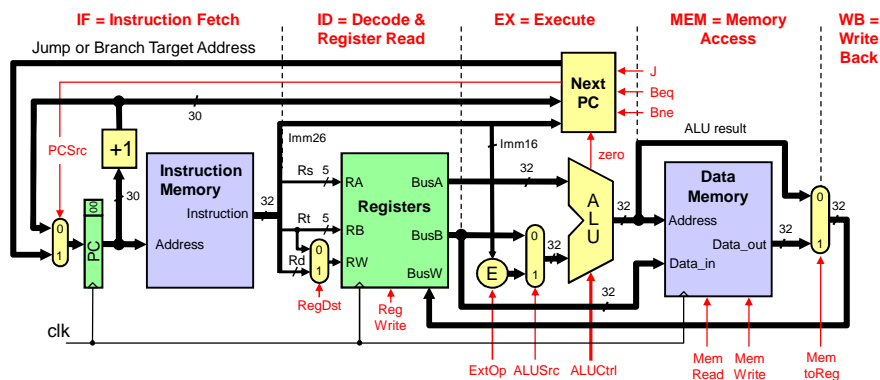 IF = Instruction Fetch
ID = Decode &
Register Read
EX = Execute
MEM = Memory
Access
WB =
Write
Back
Jump or Branch Target Address
Next
PC
J
Beq
Bne
30
PCSrc
+1
30
Imm26
Imm16
zero
ALU result
Instruction
Memory
Instruction
Address
32
Rs
5
RA
BusA
32
Registers
Rt
5
RB
BusB
Rd
0
1
RW
BusW
0
1
32
E
A
L
U
32
32
Data
Memory
Address
Data_out
Data_in
32
0
1
32
0
1
00
PC
32
clk
RegDst
Reg
Write
ExtOp
ALUSrc
ALUCtrl
Mem
Read
Mem
Write
Mem
toReg